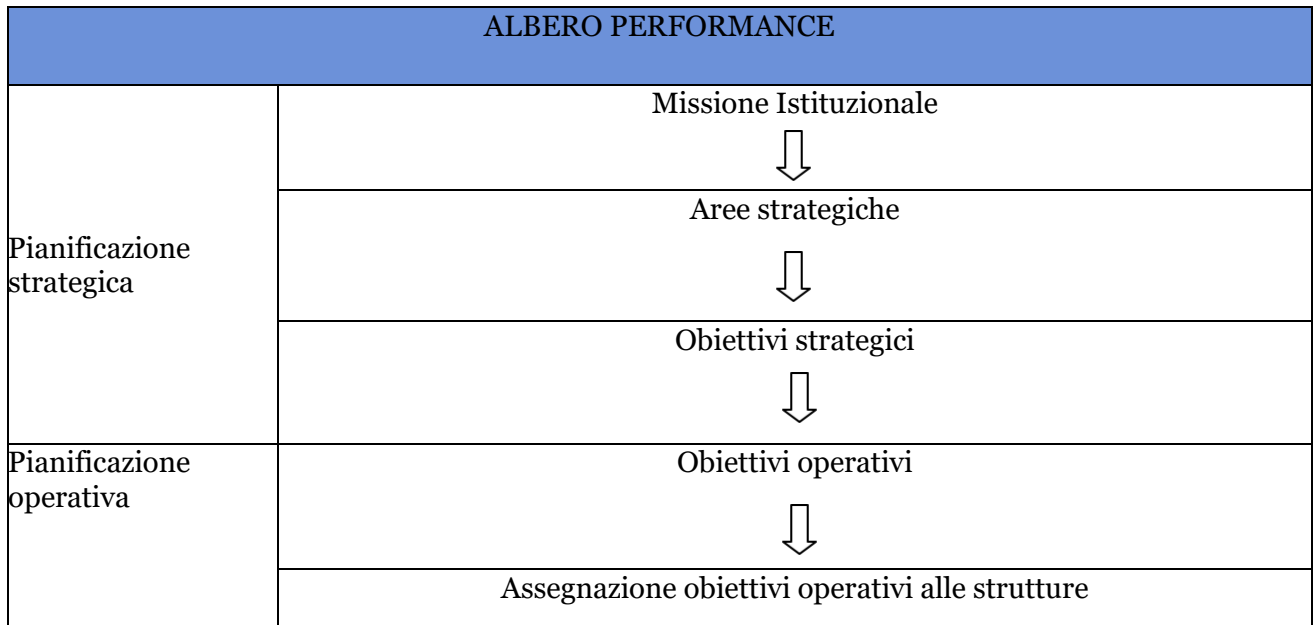 ALBERO PERFORMANCE
Pianificazione
strategica
Missione Istituzionale
Aree strategiche
Obiettivi strategici
Pianificazione
operativa
Obiettivi operativi
Assegnazione obiettivi operativi alle strutture